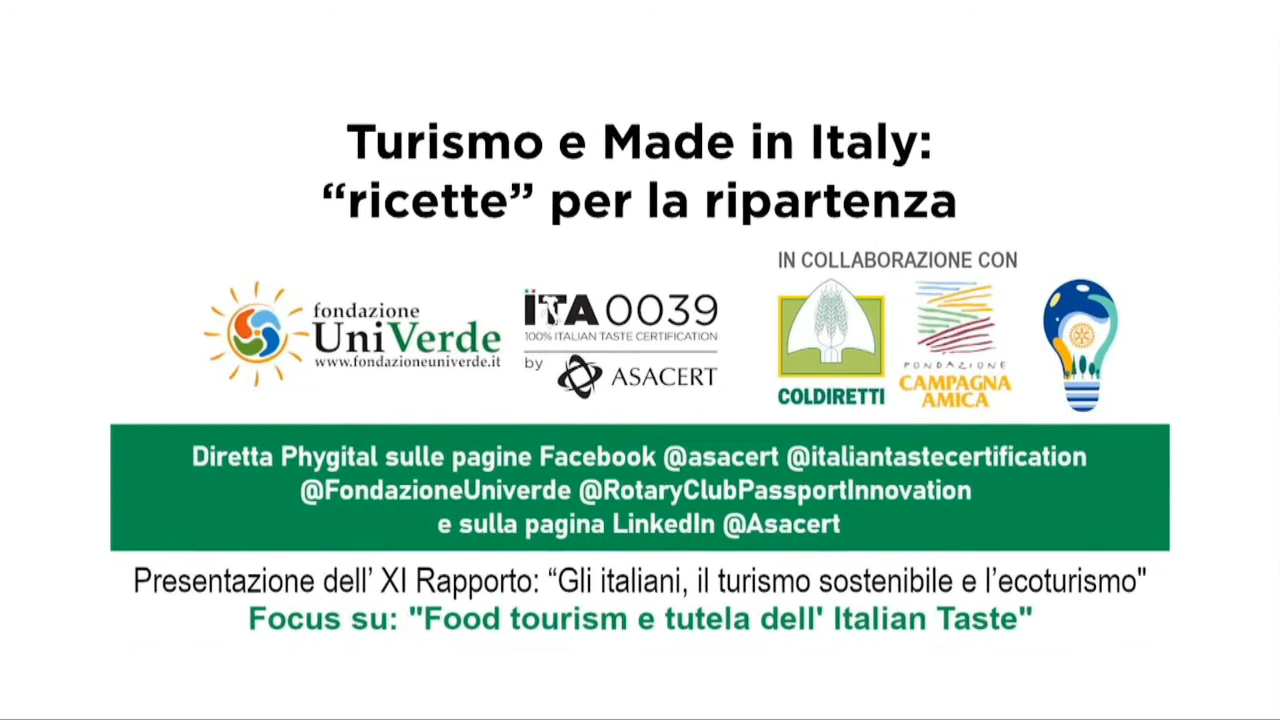 Turismo e Made in Italy:
“ricette” per la ripartenza
IN COLLABORAZIONE CON
fondazione
UniVerde
www.fondazioneuniverde.it
ITA 0039
100% ITALIAN TASTE CERTIFICATION
by ASACERT
COLDIRETTI
FONDAZIONE
CAMPAGNA
AMICA
Diretta Phygital sulle pagine Facebook @asacert @italiantastecertification
@FondazioneUniverde @RotaryClubPassportInnovation
e sulla pagina LinkedIn @Asacert
Presentazione dell’ XI Rapporto: “Gli italiani, il turismo sostenibile e l’ecoturismo"
Focus su: "Food tourism e tutela dell' Italian Taste"